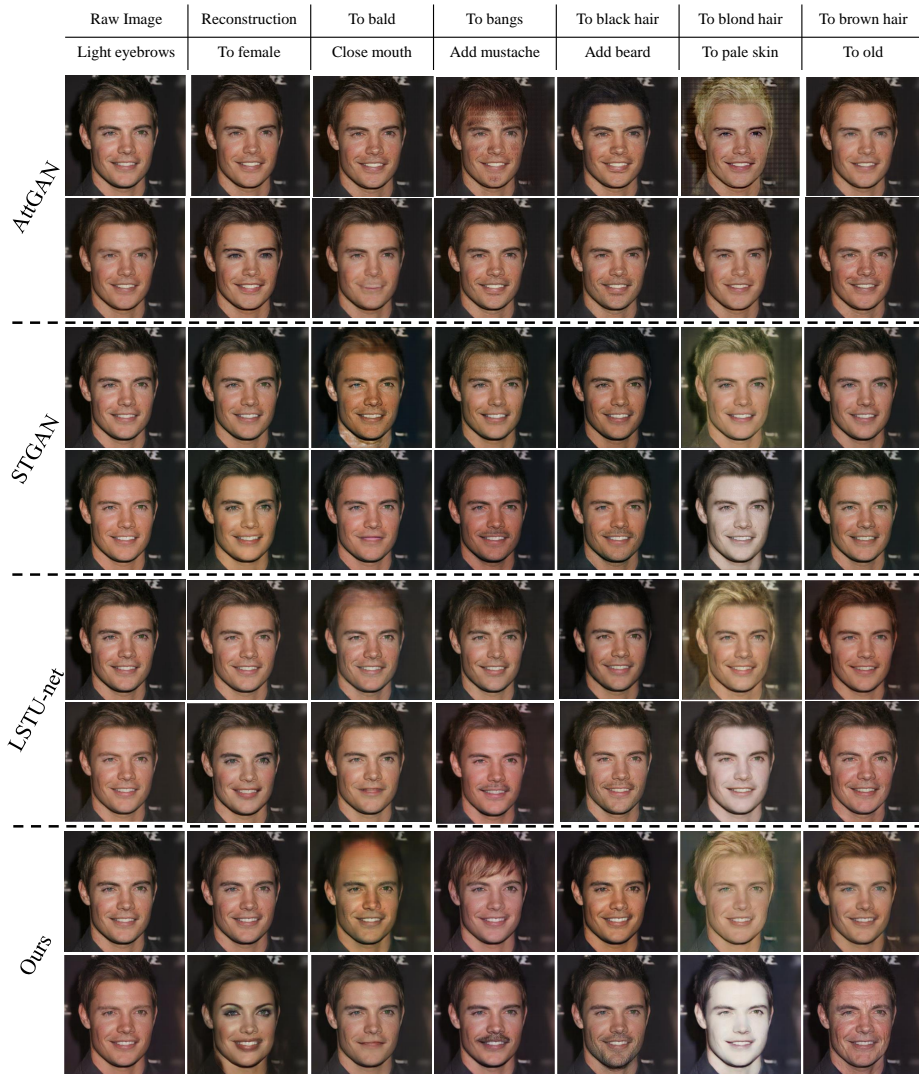 Raw Image Reconstruction To bald To bangs To black hair To blond hair To brown hair
Light eyebrows To female Close mouth Add mustache Add beard To pale skin To old
AttGAN
STGAN
LSTU-net
Ours